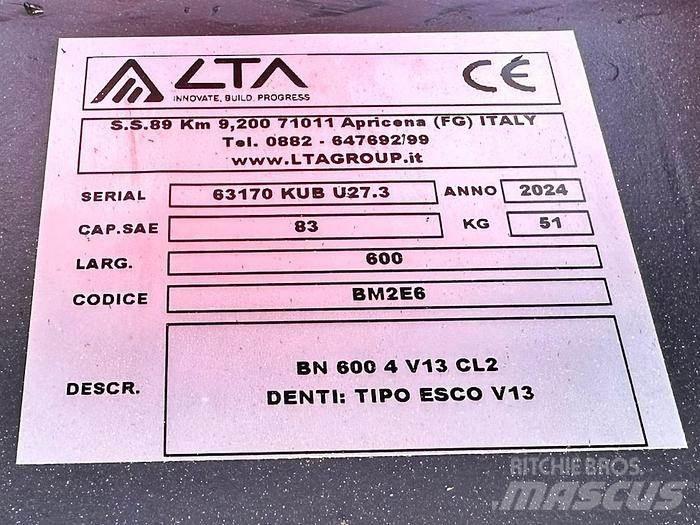 LTA CE
INNOVATE, BUILD, PROGRESS
S.S.89 Km 9,200 71011 Apricena (FG) ITALY
Tel. 0882 - 647692/99
www.LTAGROUP.it
SERIAL 63170 KUB U27.3 ANNO 2024
CAP.SAE 83 KG 51
LARG. 600
CODICE BM2E6
BN 600 4 V13 CL2
DESCR. DENTI: TIPO ESCO V13
RITCHIE BROS.
MASCUS